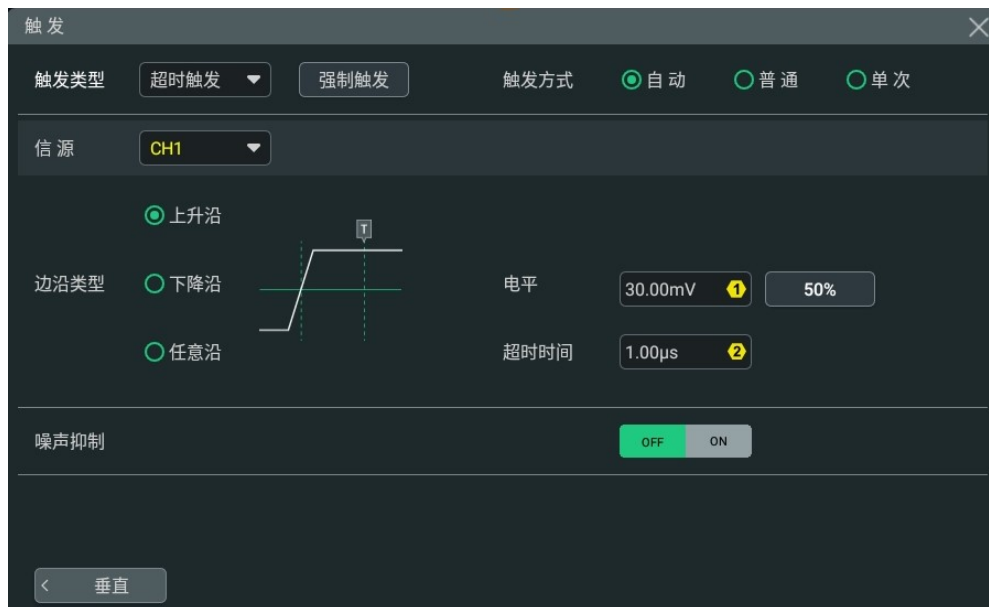 触发
触发类型 超时触发 强制触发 触发方式 自动 普通 单次
信源 CH1
上升沿
T
边沿类型 下降沿 电平 30.00mV 1 50%
任意沿 超时时间 1.00µs 2
噪声抑制 OFF ON
< 垂直